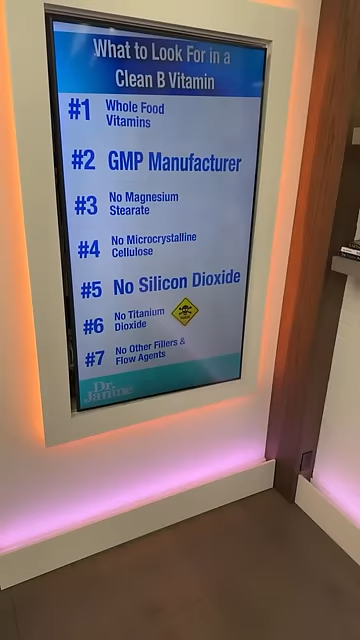 What to Look For in a
Clean B Vitamin
#1 Whole Food
Vitamins
#2 GMP Manufacturer
#3 No Magnesium
Stearate
#4 No Microcrystalline
Cellulose
#5 No Silicon Dioxide
#6 No Titanium
Dioxide
#7 No Other Fillers &
Flow Agents
Dr.
Janine